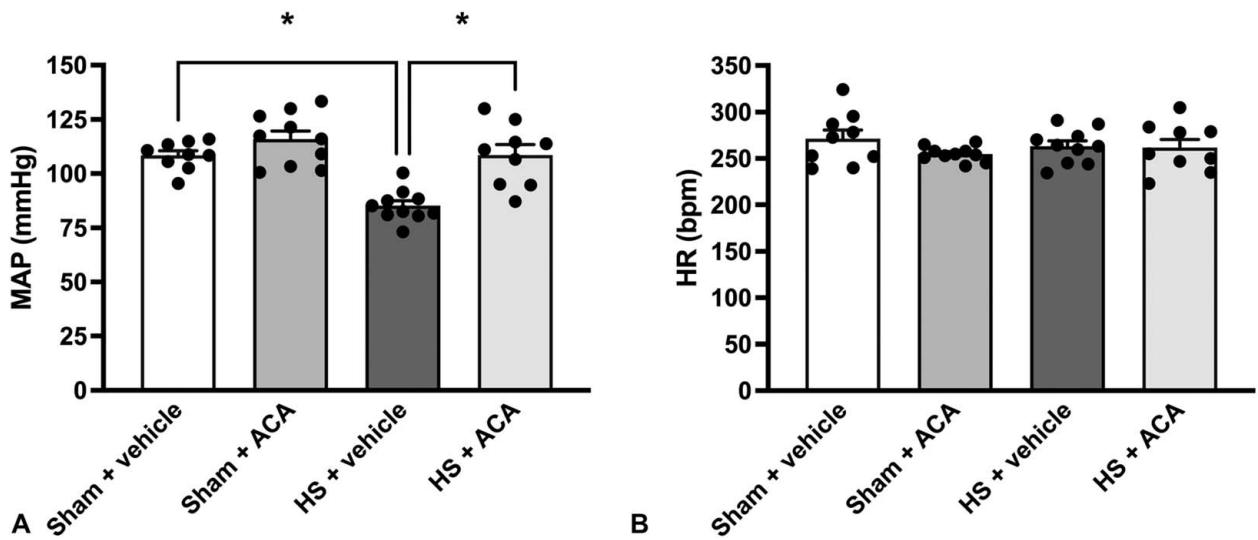 * *
150
125
100
75
50
25
0
MAP (mmHg)
Sham + vehicle
Sham + ACA
HS + vehicle
HS + ACA
A
350
300
250
200
150
100
50
0
HR (bpm)
Sham + vehicle
Sham + ACA
HS + vehicle
HS + ACA
B